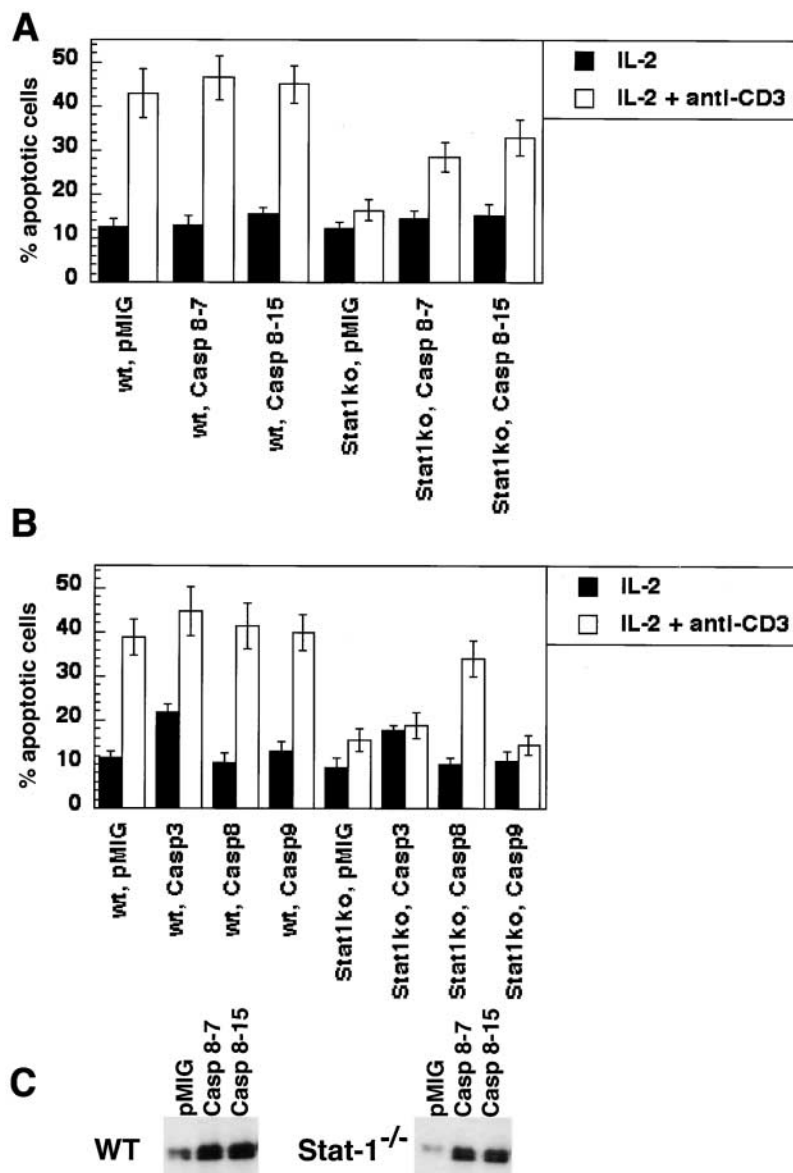 A
% apoptotic cells
50
40
30
20
10
0
IL-2
IL-2 + anti-CD3
wt, pMIG
wt, Casp 8-7
wt, Casp 8-15
Stat1ko, pMIG
Stat1ko, Casp 8-7
Stat1ko, Casp 8-15
B
% apoptotic cells
50
40
30
20
10
0
IL-2
IL-2 + anti-CD3
wt, pMIG
wt, Casp3
wt, Casp8
wt, Casp9
Stat1ko, pMIG
Stat1ko, Casp3
Stat1ko, Casp8
Stat1ko, Casp9
C
pMIG
Casp 8-7
Casp 8-15
WT
pMIG
Casp 8-7
Casp 8-15
Stat-1-/-